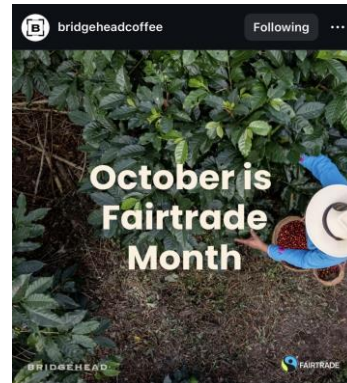 bridgeheadcoffee
Following
October is
Fairtrade
Month
BRIDGEHEAD
FAIRTRADE